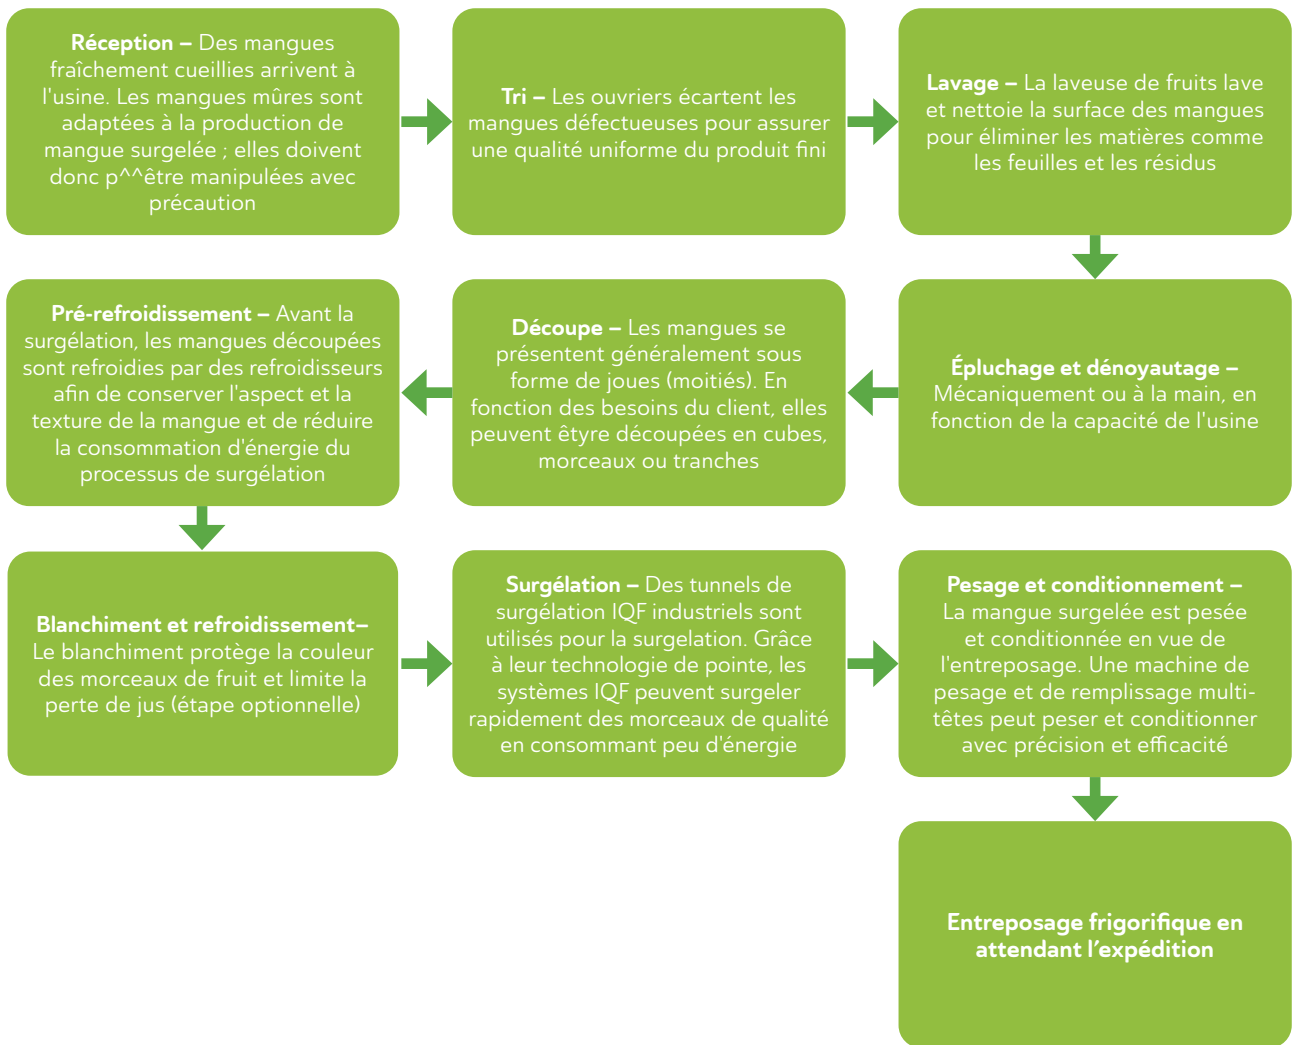 Réception – Des mangues
fraîchement cueillies arrivent à
l'usine. Les mangues mûres sont
adaptées à la production de
mangue surgelée ; elles doivent
donc p^^être manipulées avec
précaution
Tri – Les ouvriers écartent les
mangues défectueuses pour assurer
une qualité uniforme du produit fini
Lavage – La laveuse de fruits lave
et nettoie la surface des mangues
pour éliminer les matières comme
les feuilles et les résidus
Épluchage et dénoyautage –
Mécaniquement ou à la main, en
fonction de la capacité de l'usine
Découpe – Les mangues se
présentent généralement sous
forme de joues (moitiés). En
fonction des besoins du client, elles
peuvent êtyre découpées en cubes,
morceaux ou tranches
Pré-refroidissement – Avant la
surgélation, les mangues découpées
sont refroidies par des refroidisseurs
afin de conserver l'aspect et la
texture de la mangue et de réduire
la consommation d'énergie du
processus de surgélation
Blanchiment et refroidissement–
Le blanchiment protège la couleur
des morceaux de fruit et limite la
perte de jus (étape optionnelle)
Surgélation – Des tunnels de
surgélation IQF industriels sont
utilisés pour la surgelation. Grâce
à leur technologie de pointe, les
systèmes IQF peuvent surgeler
rapidement des morceaux de qualité
en consommant peu d'énergie
Pesage et conditionnement –
La mangue surgelée est pesée
et conditionnée en vue de
l'entreposage. Une machine de
pesage et de remplissage multi-
têtes peut peser et conditionner
avec précision et efficacité
Entreposage frigorifique en
attendant l’expédition